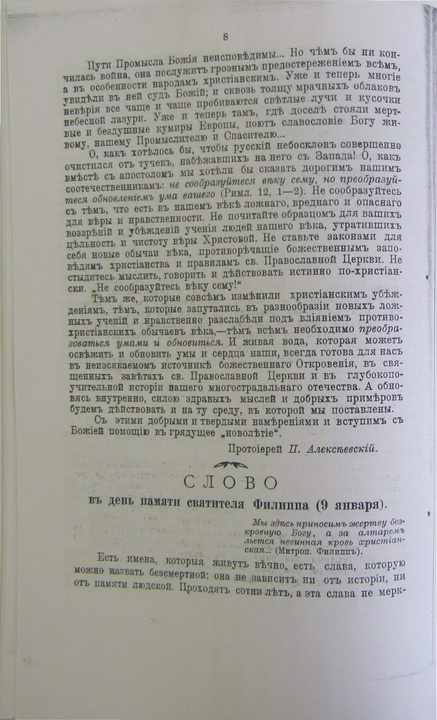 8
Пути Промысла Божія неисповѣдимы... Но чѣмъ бы ни кон-
чилась война, она послужитъ грознымъ предостереженіемъ всѣмъ,
а въ особенности народамъ христіанскимъ. Уже и теперь многіе
увидѣли въ ней судъ Божій; и сквозь толщу мрачныхъ облаковъ
невѣрія все чаще и чаще пробиваются свѣтлые лучи и кусочки
небесной лазури. Уже и теперь тамъ, гдѣ доселѣ стояли мерт-
вые и бездушные кумиры Европы, поютъ славословіе Богу жи-
вому, нашему Промыслителю и Спасителю...
О, какъ хотѣлось бы, чтобы русскій небосклонъ совершенно
очистился отъ тучекъ, набѣжавшихъ на него съ Запада! О, какъ
вмѣстѣ съ апостоломъ мы хотѣли бы сказать дорогимъ нашимъ
соотечественникамъ: не сообразуйтеся вѣку сему, но преобразуй-
теся обновленіемъ ума вашего (Римл. 12, 1—2). Не сообразуйтесь
съ тѣмъ, что есть въ нашемъ вѣкѣ ложнаго, вреднаго и опаснаго
для вѣры и нравственности. Не почитайте образцомъ для вашихъ
воззрѣній и убѣжденій ученія людей нашего вѣка, утратившихъ
цѣльность и чистоту вѣры Христовой. Не ставьте законами для
себя новые обычаи вѣка, противорѣчащіе божественнымъ запо-
вѣдямъ христіанства и правиламъ св. Православной Церкви. Не
стыдитесь мыслить, говорить и дѣйствовать истинно по-христіан-
ски. „Не сообразуйтесь вѣку сему!“
Тѣмъ же, которые совсѣмъ измѣнили христіанскимъ убѣж-
деніямъ, тѣмъ, которые запутались въ разнообразіи новыхъ лож-
ныхъ ученій и нравственно разслабѣли подъ вліяніемъ противо-
христіанскихъ обычаевъ вѣка,—тѣмъ всѣмъ необходимо преобра-
зоваться умами и обновиться. И живая вода, которая можетъ
освѣжить и обновить умы и сердца наши, всегда готова для насъ
въ неизсякаемомъ источникѣ божественнаго Откровенія, въ свя-
щенныхъ завѣтахъ св. Православной Церкви и въ глубокопо-
учительной исторіи нашего многострадальнаго отечества. А обно-
вясь внутренно, силою здравыхъ мыслей и добрыхъ примѣровъ
будемъ дѣйствовать и на ту среду, въ которой мы поставлены.
Съ этими добрыми и твердыми намѣреніями и вступимъ съ
Божіей помощію въ грядущее „новолѣтіе“.
Протоіерей П. Алексѣевскій.
СЛОВО
въ день памяти святителя Филиппа (9 января).
Мы здѣсь приносимъ жертву без-
кровную Богу, а за алтаремъ
льется невинная кровь христіан-
ская... (Митроп. Филиппъ).
Есть имена, которыя живутъ вѣчно, есть слава, которую
можно назвать безсмертной: она не зависитъ ни отъ исторіи, ни
отъ памяти людской. Проходятъ сотни лѣтъ, а эта слава не мерк-